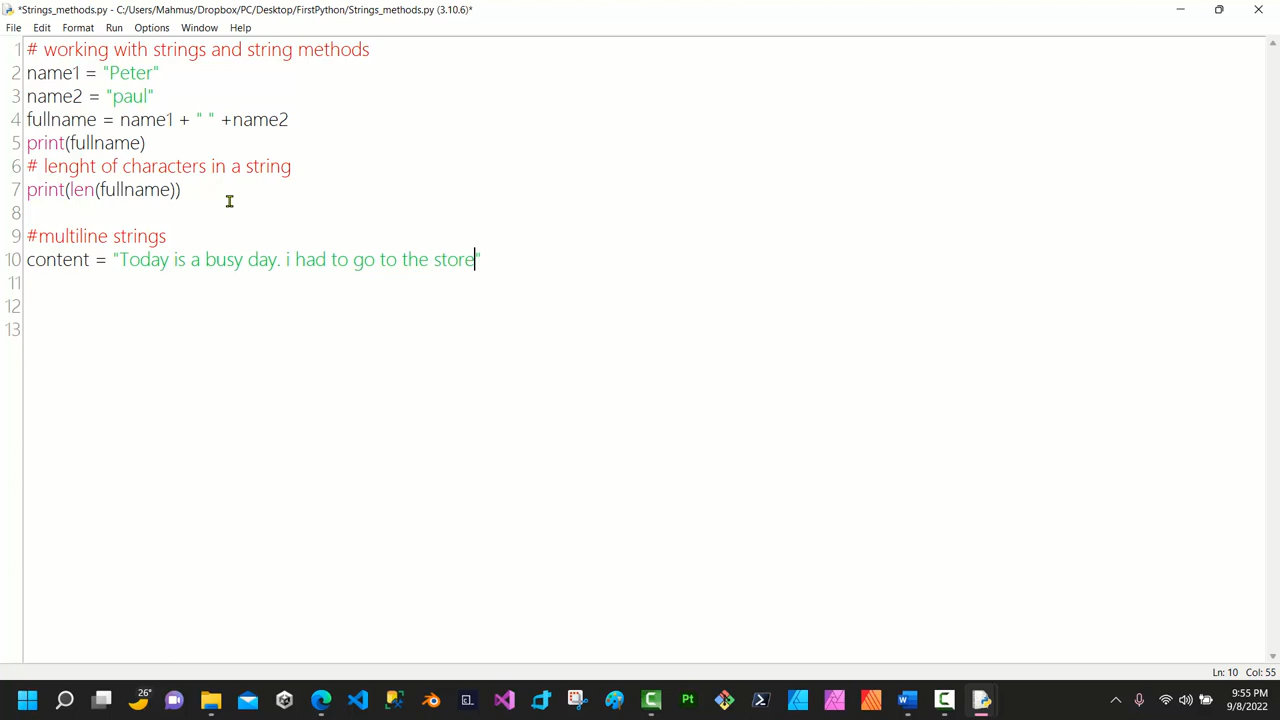 *Strings_methods.py - C:/Users/Mahmus/Dropbox/PC/Desktop/FirstPython/Strings_methods.py (3.10.6)*
File Edit Format Run Options Window Help
1 # working with strings and string methods
2 name1 = "Peter"
3 name2 = "paul"
4 fullname = name1 + " " +name2
5 print(fullname)
6 # lenght of characters in a string
7 print(len(fullname))
8
9 #multiline strings
10 content = "Today is a busy day. i had to go to the store"
11
12
13
Ln: 10 Col: 55
26°
Pt
9:55 PM
9/8/2022